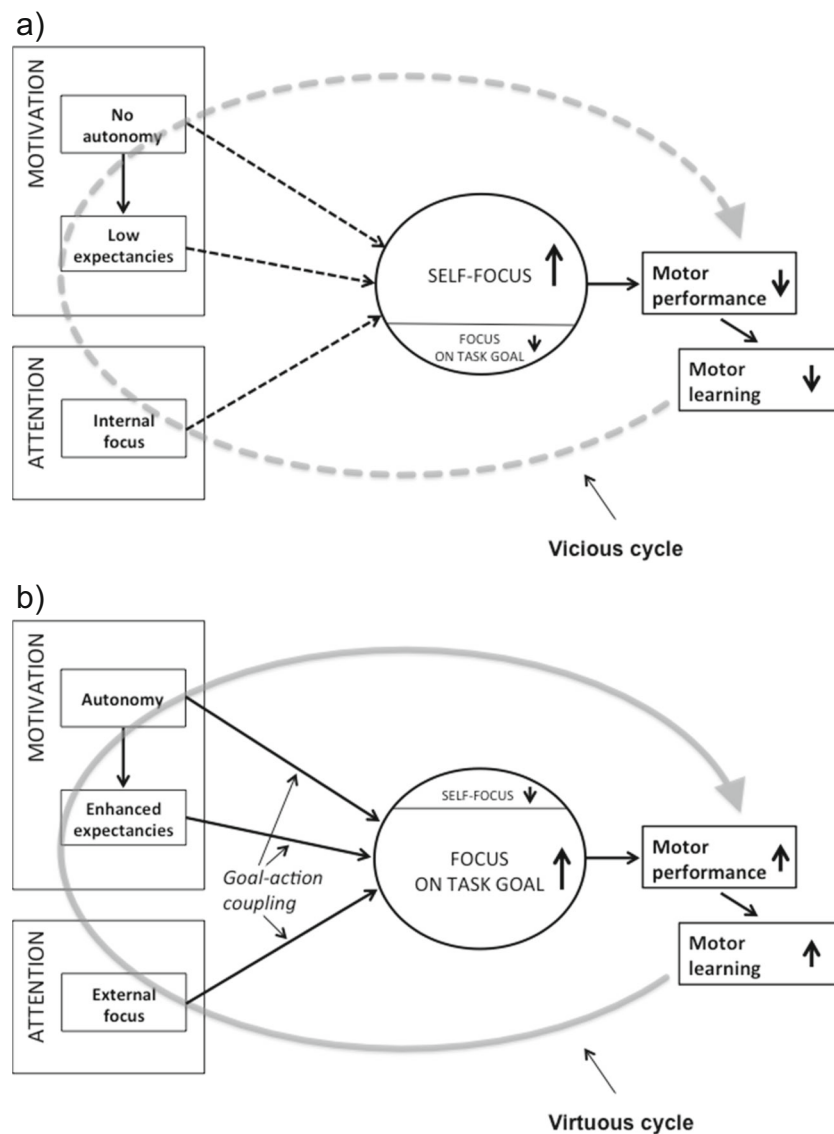 a)
MOTIVATION
No
autonomy
Low
expectancies
ATTENTION
Internal
focus
SELF-FOCUS
FOCUS
ON TASK GOAL
Motor
performance
Motor
learning
Vicious cycle
b)
MOTIVATION
Autonomy
Enhanced
expectancies
Goal-action
coupling
ATTENTION
External
focus
SELF-FOCUS
FOCUS
ON TASK GOAL
Motor
performance
Motor
learning
Virtuous cycle